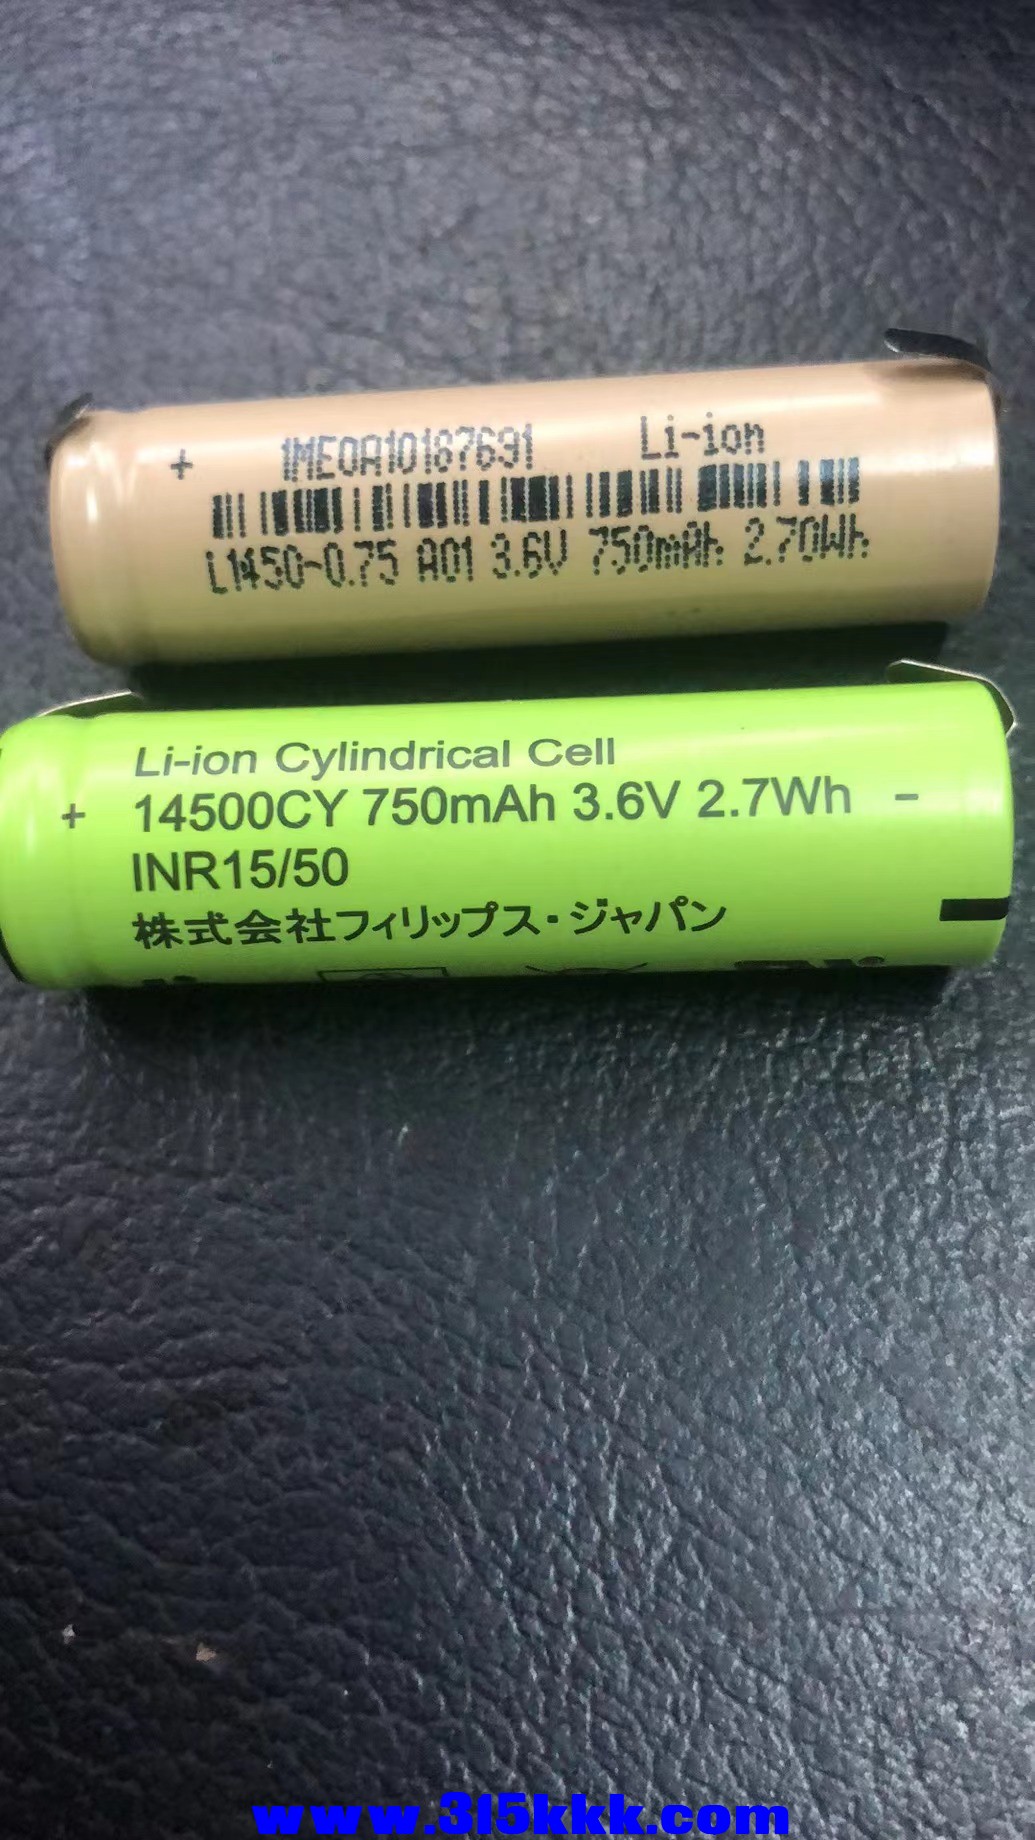 + 1ME0A10187691 Li-ion
L1450-0.75 A01 3.6V 750mAh 2.70Wh
Li-ion Cylindrical Cell
+ 14500CY 750mAh 3.6V 2.7Wh -
INR15/50
株式会社フィリップス・ジャパン
www.315kkk.com